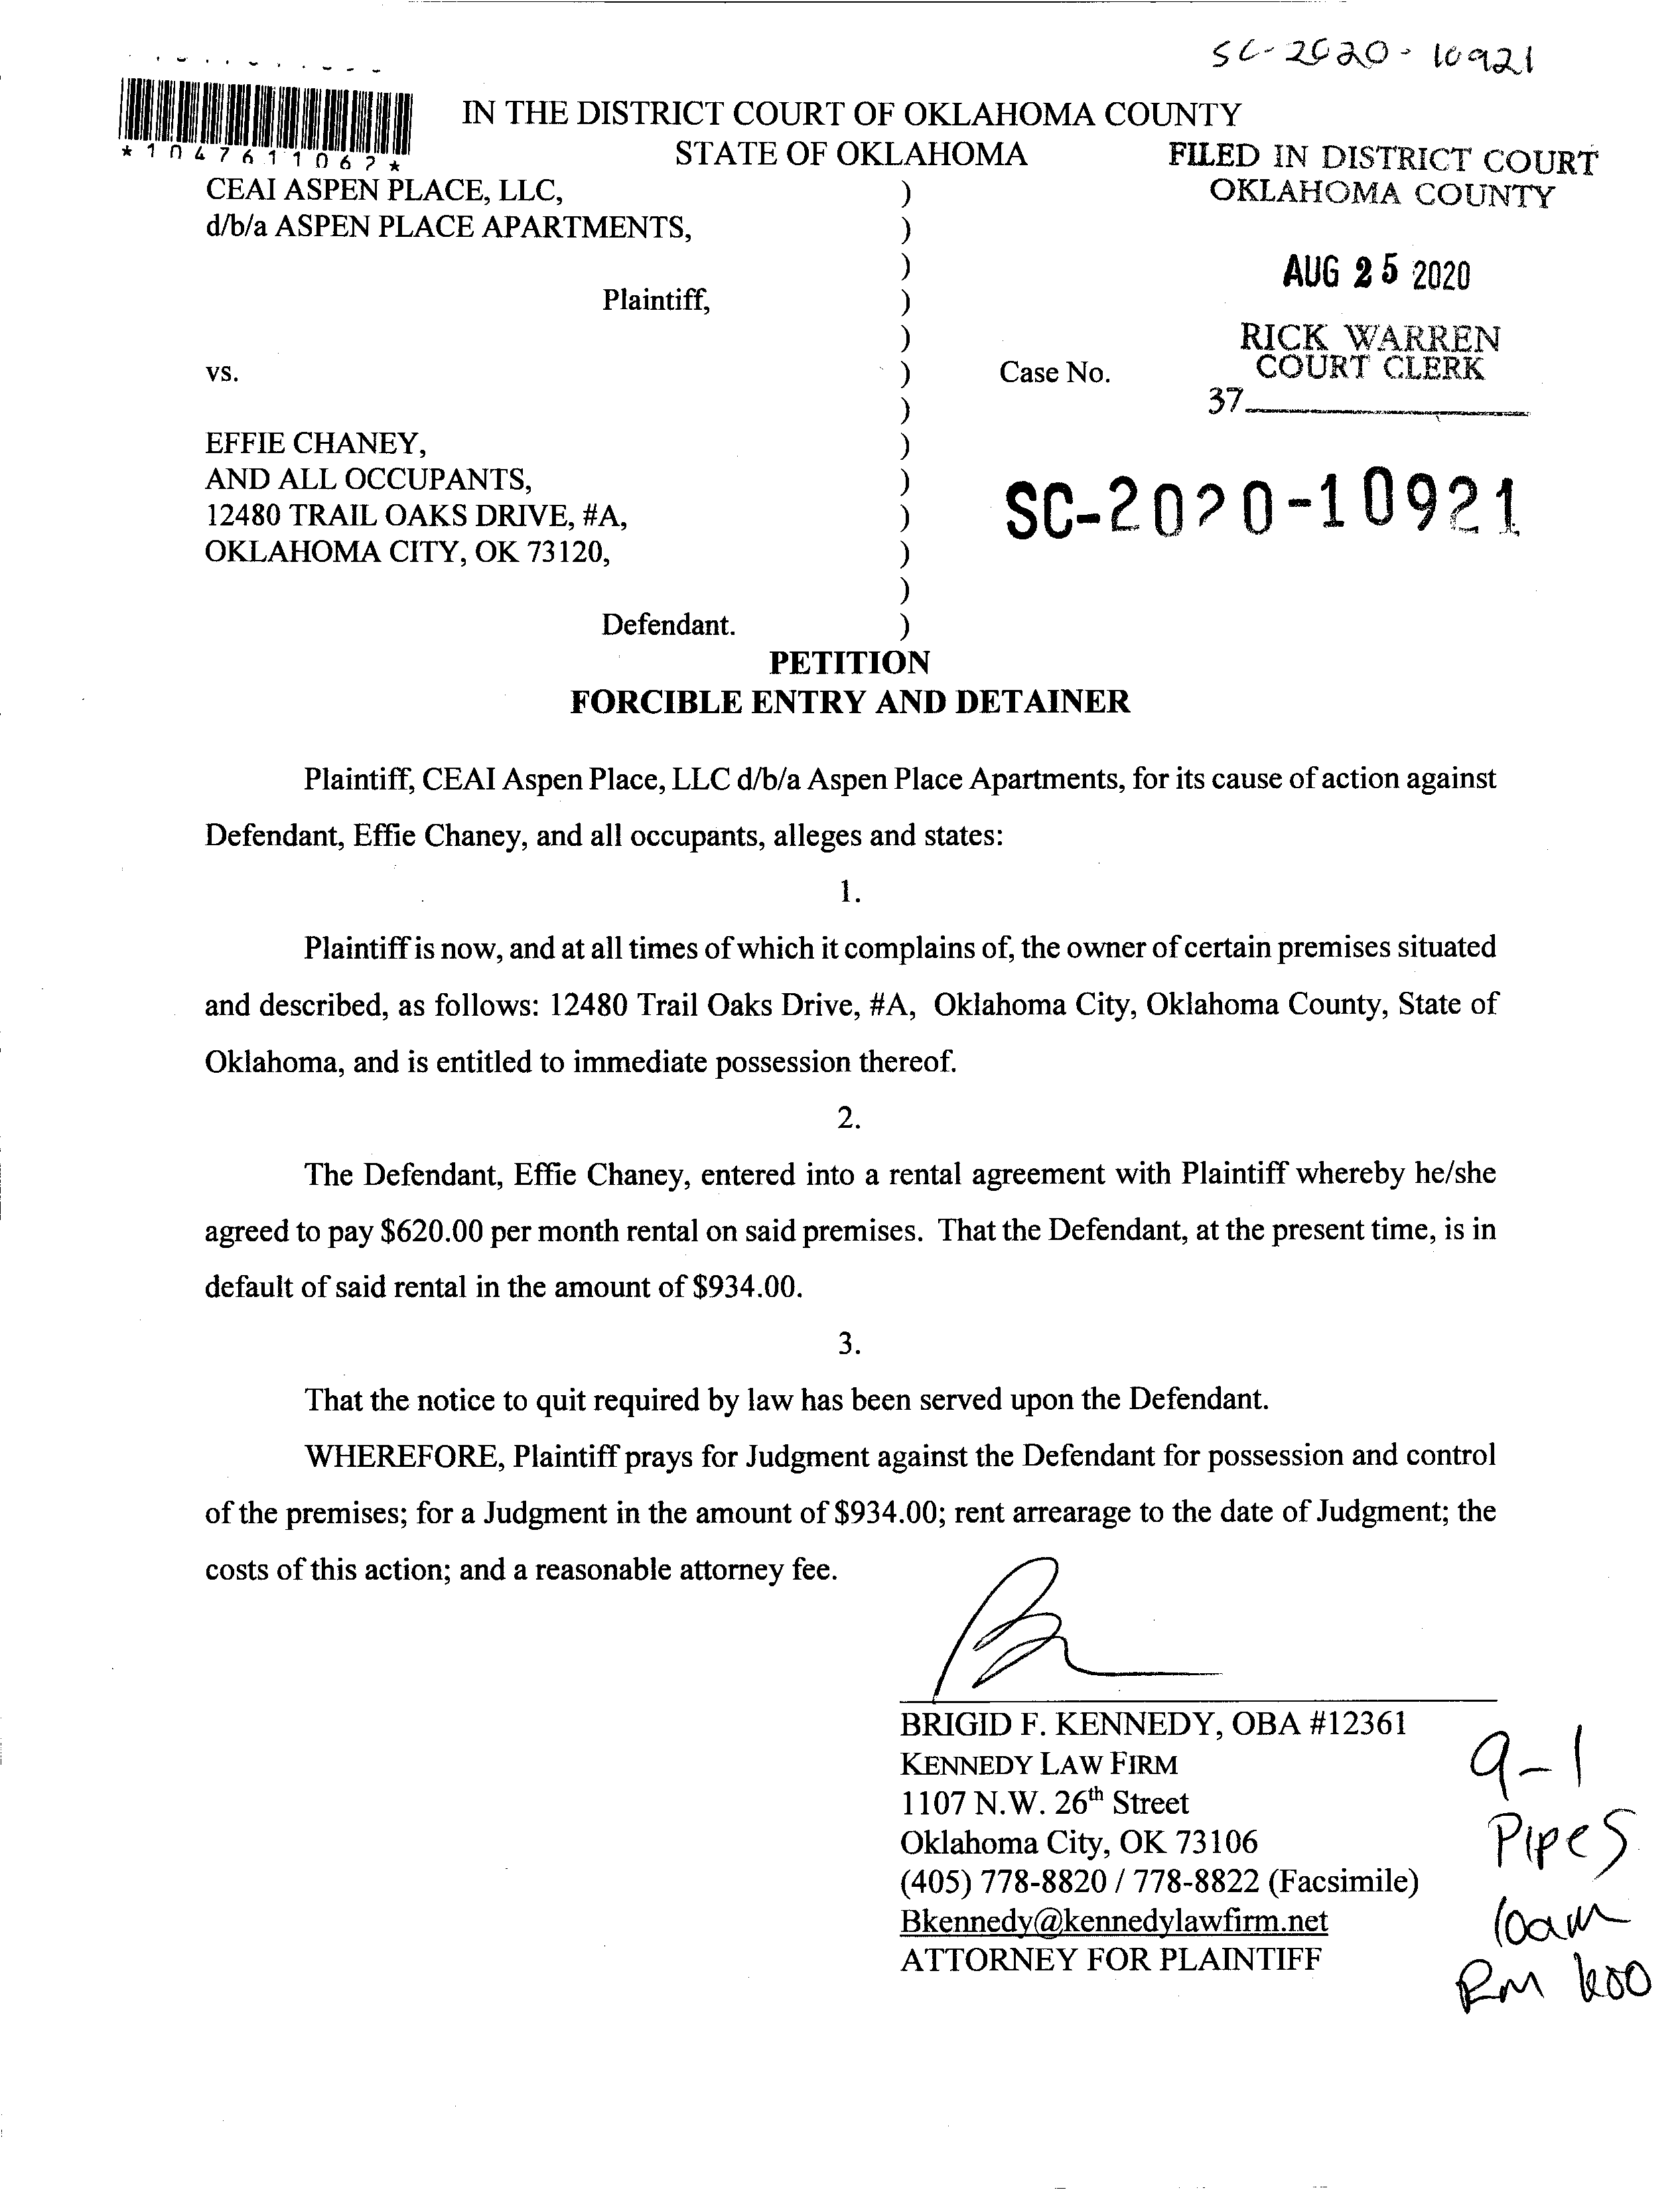 SC-2020-10921
*1047611062*
IN THE DISTRICT COURT OF OKLAHOMA COUNTY
STATE OF OKLAHOMA
FILED IN DISTRICT COURT
OKLAHOMA COUNTY
CEAI ASPEN PLACE, LLC, )
d/b/a ASPEN PLACE APARTMENTS, )
)
AUG 25 2020
Plaintiff, )
)
RICK WARREN
COURT CLERK
vs. ) Case No.
37
)
EFFIE CHANEY, )
AND ALL OCCUPANTS, )
12480 TRAIL OAKS DRIVE, #A, )
SC-2020-10921
OKLAHOMA CITY, OK 73120, )
)
Defendant. )
PETITION
FORCIBLE ENTRY AND DETAINER
Plaintiff, CEAI Aspen Place, LLC d/b/a Aspen Place Apartments, for its cause of action against
Defendant, Effie Chaney, and all occupants, alleges and states:
1.
Plaintiff is now, and at all times of which it complains of, the owner of certain premises situated
and described, as follows: 12480 Trail Oaks Drive, #A, Oklahoma City, Oklahoma County, State of
Oklahoma, and is entitled to immediate possession thereof.
2.
The Defendant, Effie Chaney, entered into a rental agreement with Plaintiff whereby he/she
agreed to pay $620.00 per month rental on said premises. That the Defendant, at the present time, is in
default of said rental in the amount of $934.00.
3.
That the notice to quit required by law has been served upon the Defendant.
WHEREFORE, Plaintiff prays for Judgment against the Defendant for possession and control
of the premises; for a Judgment in the amount of $934.00; rent arrearage to the date of Judgment; the
costs of this action; and a reasonable attorney fee.
BRIGID F. KENNEDY, OBA #12361
KENNEDY LAW FIRM
1107 N.W. 26th Street
Oklahoma City, OK 73106
(405) 778-8820 / 778-8822 (Facsimile)
Bkennedy@kennedylawfirm.net
ATTORNEY FOR PLAINTIFF
9-1
Pipes
10am
Rm